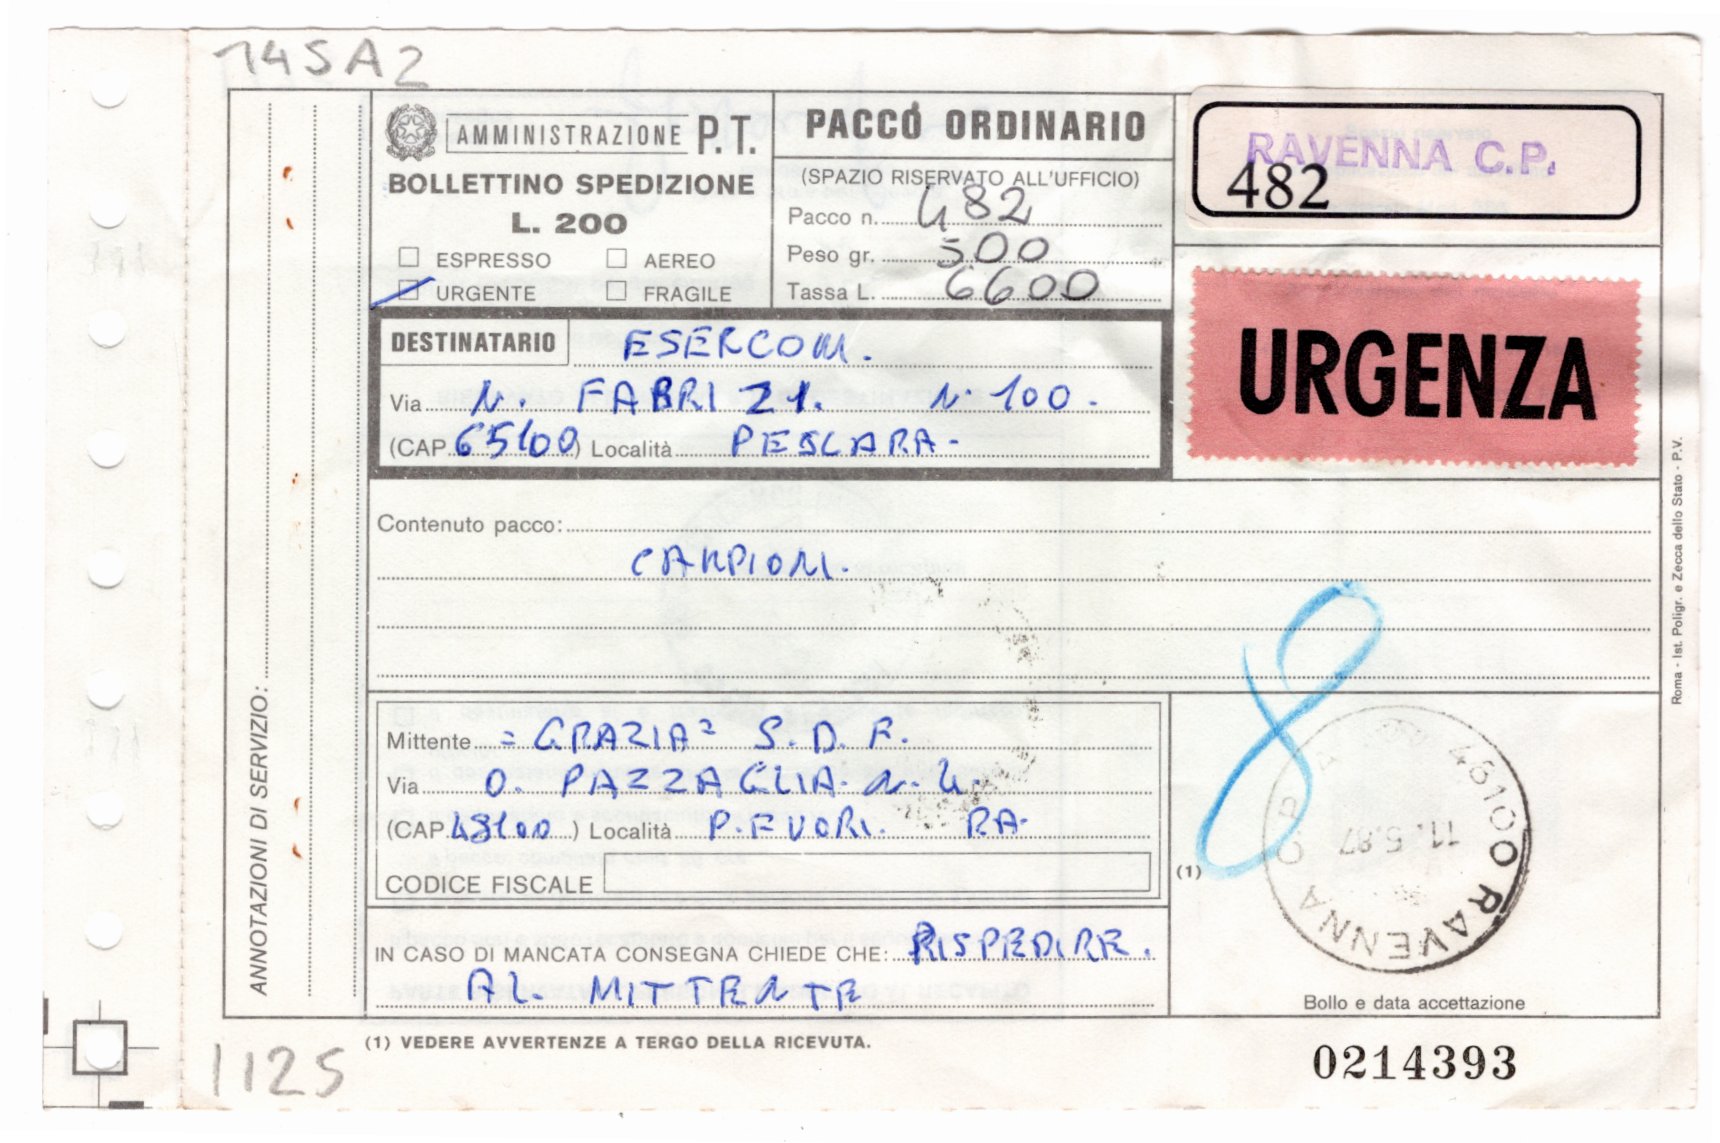 14SA2
AMMINISTRAZIONE P.T.
BOLLETTINO SPEDIZIONE
L. 200
ESPRESSO AEREO
URGENTE FRAGILE
PACCO ORDINARIO
(SPAZIO RISERVATO ALL'UFFICIO)
Pacco n. 482
Peso gr. 500
Tassa L. 6600
RAVENNA C.P.
482
URGENZA
DESTINATARIO ESERCOM.
Via N. FABRIZI. N. 100.
(CAP 65100) Località PESCARA-
Contenuto pacco:
CAMPIONI.
Mittente = GRAZIA = S.D.F.
Via O. PAZZAGLIA. N. 4.
(CAP 48100) Località P. FUORI. RA-
CODICE FISCALE
IN CASO DI MANCATA CONSEGNA CHIEDE CHE: RISPEDIRE.
AL. MITTENTE
ANNOTAZIONI DI SERVIZIO:
8
(1)
48100 RAVENNA C.P.
11.5.87
Bollo e data accettazione
Roma - Ist. Poligr. e Zecca dello Stato - P.V.
(1) VEDERE AVVERTENZE A TERGO DELLA RICEVUTA.
0214393
1125